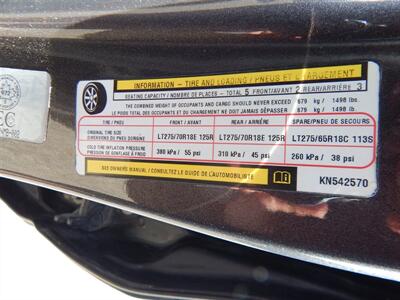 INFORMATION - TIRE AND LOADING / PNEUS ET CHARGEMENT
SEATING CAPACITY / NOMBRE DE PLACES - TOTAL 5 FRONT/AVANT 2 REAR/ARRIÈRE 3
THE COMBINED WEIGHT OF OCCUPANTS AND CARGO SHOULD NEVER EXCEED 679 kg / 1498 lb.
LE POIDS TOTAL DES OCCUPANTS ET DU CHARGEMENT NE DOIT JAMAIS DÉPASSER 679 kg / 1498 lb.
TIRE / PNEU FRONT / AVANT REAR / ARRIÈRE SPARE/PNEU DE SECOURS
ORIGINAL TIRE SIZE
DIMENSIONS DU PNEU D'ORIGINE
LT275/70R18E 125R LT275/70R18E 125R LT275/65R18C 113S
COLD TIRE INFLATION PRESSURE
PRESSION DE GONFLAGE À FROID
380 kPa / 55 psi 310 kPa / 45 psi 260 kPa / 38 psi
SEE OWNERS MANUAL / CONSULTEZ LE GUIDE DE L'AUTOMOBILISTE
KN542570